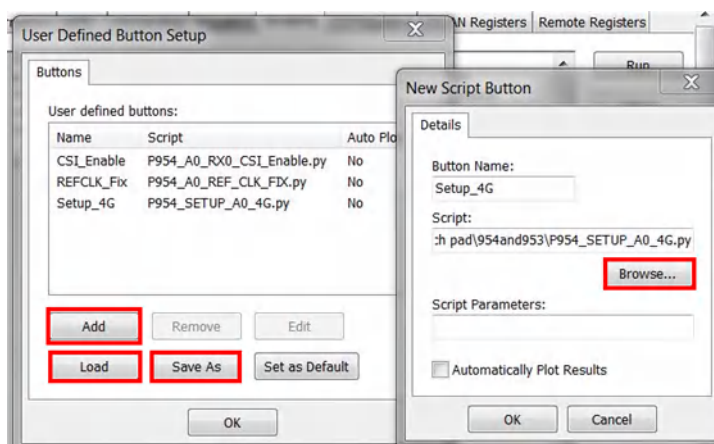 AN Registers Remote Registers
User Defined Button Setup
Run
Buttons
User defined buttons:
Name Script Auto Plo
CSI_Enable P954_A0_RX0_CSI_Enable.py No
REFCLK_Fix P954_A0_REF_CLK_FIX.py No
Setup_4G P954_SETUP_A0_4G.py No
Add Remove Edit
Load Save As Set as Default
OK
New Script Button
Details
Button Name:
Setup_4G
Script:
:h pad\954and953\P954_SETUP_A0_4G.py
Browse...
Script Parameters:
Automatically Plot Results
OK Cancel